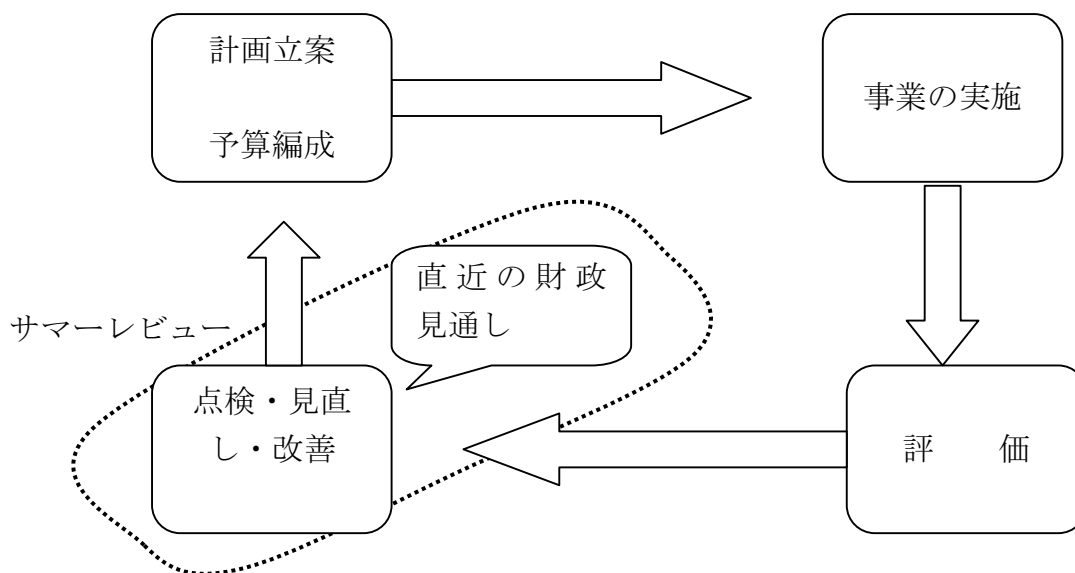 計画立案
予算編成
事業の実施
直近の財政
見通し
サマーレビュー
点検・見直
し・改善
評　　価